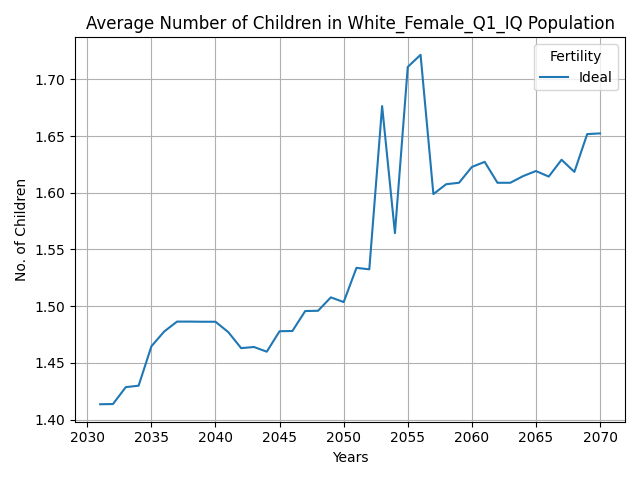 Average Number of Children in White_Female_Q1_IQ Population
Fertility
Ideal
1.70
1.65
1.60
1.55
1.50
1.45
1.40
No. of Children
2030 2035 2040 2045 2050 2055 2060 2065 2070
Years